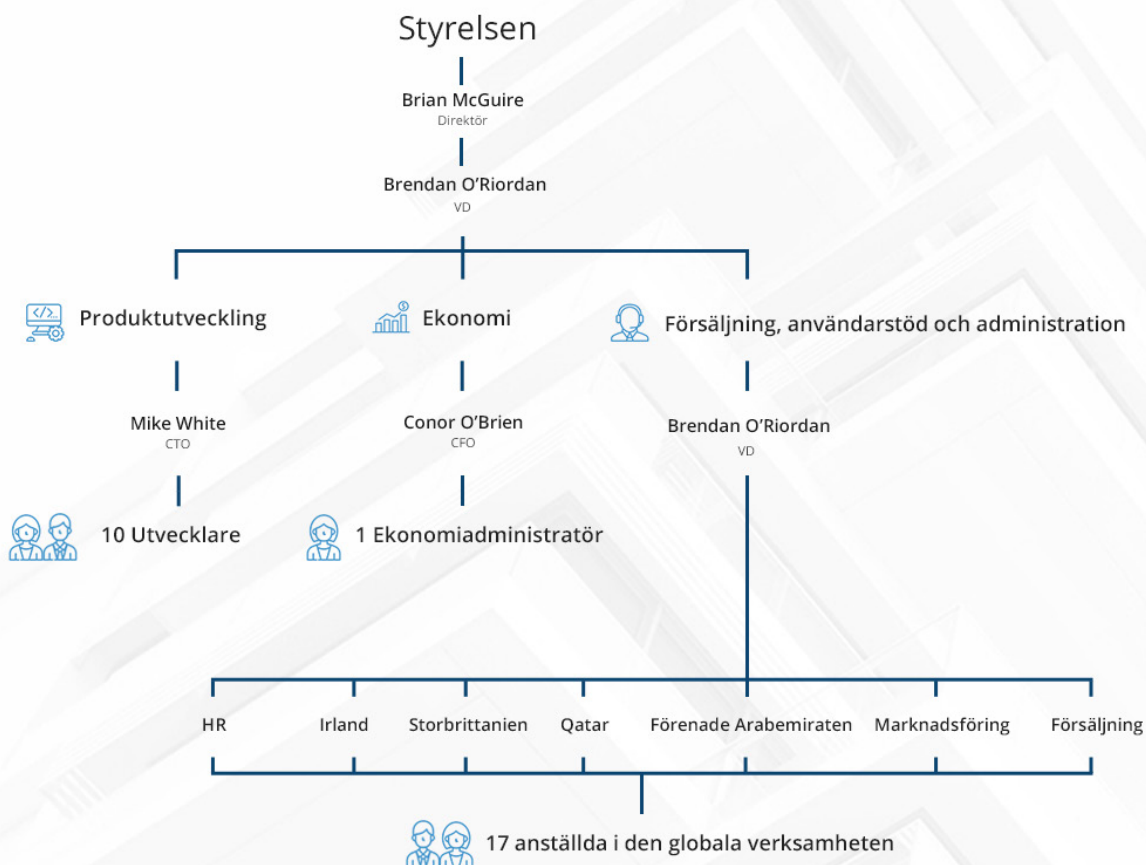 Styrelsen
Brian McGuire
Direktör
Brendan O’Riordan
VD
Produktutveckling
Ekonomi
Försäljning, användarstöd och administration
Mike White
CTO
Conor O’Brien
CFO
Brendan O’Riordan
VD
10 Utvecklare
1 Ekonomiadministratör
HR
Irland
Storbrittanien
Qatar
Förenade Arabemiraten
Marknadsföring
Försäljning
17 anställda i den globala verksamheten